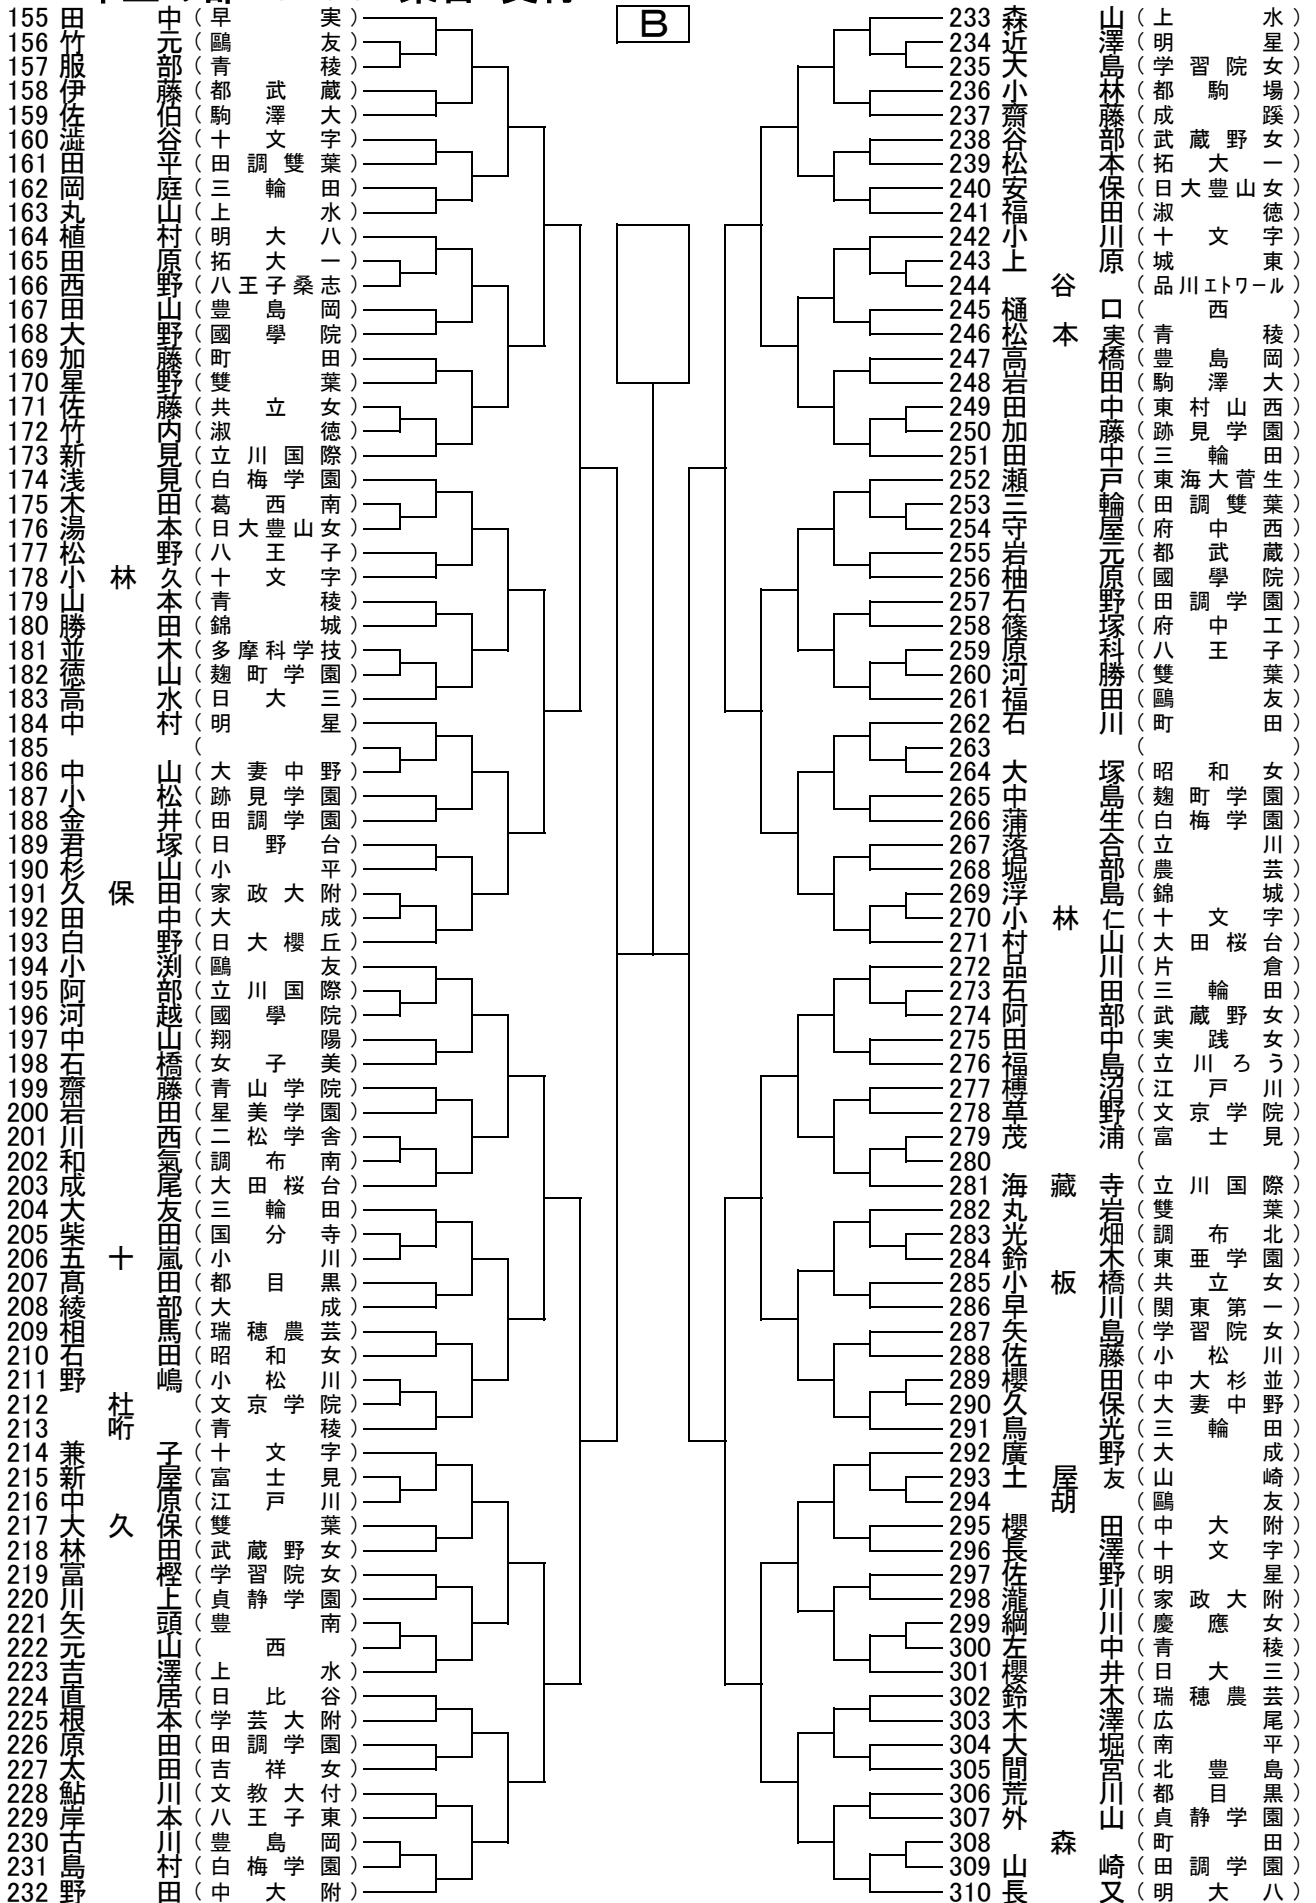 B
155 田中 (早実)
156 竹元 (鷗友)
157 服部 (青稜)
158 伊藤 (都武蔵)
159 佐伯 (駒澤大)
160 澁谷 (十文字)
161 田平 (田調雙葉)
162 岡庭 (三輪田)
163 丸山 (上水)
164 植村 (明大八)
165 田原 (拓大一)
166 西野 (八王子桑志)
167 田山 (豊島岡)
168 大野 (國學院)
169 加藤 (町田)
170 星野 (雙葉)
171 佐藤 (共立女)
172 竹内 (淑徳)
173 新見 (立川国際)
174 浅見 (白梅学園)
175 木田 (葛西南)
176 湯本 (日大豊山女)
177 松野 (八王子)
178 小林久 (十文字)
179 山本 (青稜)
180 勝田 (錦城)
181 並木 (多摩科学技)
182 徳山 (麹町学園)
183 高水 (日大三)
184 中村 (明星)
185 ( )
186 中山 (大妻中野)
187 小松 (跡見学園)
188 金井 (田調学園)
189 君塚 (日野台)
190 杉山 (小平)
191 久保田 (家政大附)
192 田中 (大成)
193 白野 (日大櫻丘)
194 小渕 (鷗友)
195 阿部 (立川国際)
196 河越 (國學院)
197 中山 (翔陽)
198 石橋 (女子美)
199 齋藤 (青山学院)
200 岩田 (星美学園)
201 川西 (二松学舎)
202 和氣 (調布南)
203 成尾 (大田桜台)
204 大友 (三輪田)
205 柴田 (国分寺)
206 五十嵐 (小川)
207 髙田 (都目黒)
208 綾部 (大成)
209 相馬 (瑞穂農芸)
210 石田 (昭和女)
211 野嶋 (小松川)
212 杜 (文京学院)
213 哘 (青稜)
214 兼子 (十文字)
215 新屋 (富士見)
216 中原 (江戸川)
217 大久保 (雙葉)
218 林田 (武蔵野女)
219 富樫 (学習院女)
220 川上 (貞静学園)
221 矢頭 (豊南)
222 元山 (西)
223 吉澤 (上水)
224 直居 (日比谷)
225 根本 (学芸大附)
226 原田 (田調学園)
227 太田 (吉祥女)
228 鮎川 (文教大付)
229 岸本 (八王子東)
230 古川 (豊島岡)
231 島村 (白梅学園)
232 野田 (中大附)
233 森山 (上水)
234 近澤 (明星)
235 大島 (学習院女)
236 小林 (都駒場)
237 齋藤 (成蹊)
238 谷部 (武蔵野女)
239 松本 (拓大一)
240 安保 (日大豊山女)
241 福田 (淑徳)
242 小川 (十文字)
243 上原 (城東)
244 谷 (品川エトワール)
245 樋口 (西)
246 松本実 (青稜)
247 高橋 (豊島岡)
248 岩田 (駒澤大)
249 田中 (東村山西)
250 加藤 (跡見学園)
251 田中 (三輪田)
252 瀬戸 (東海大菅生)
253 三輪 (田調雙葉)
254 守屋 (府中西)
255 岩元 (都武蔵)
256 柚原 (國學院)
257 石野 (田調学園)
258 篠塚 (府中工)
259 原科 (八王子)
260 河勝 (雙葉)
261 福田 (鷗友)
262 石川 (町田)
263 ( )
264 大塚 (昭和女)
265 中島 (麹町学園)
266 蒲生 (白梅学園)
267 落合 (立川)
268 堀部 (農芸)
269 浮島 (錦城)
270 小林仁 (十文字)
271 村山 (大田桜台)
272 品川 (片倉)
273 石田 (三輪田)
274 阿部 (武蔵野女)
275 田中 (実践女)
276 福島 (立川ろう)
277 樽沼 (江戸川)
278 草野 (文京学院)
279 茂浦 (富士見)
280 ( )
281 海藏寺 (立川国際)
282 丸岩 (雙葉)
283 光畑 (調布北)
284 鈴木 (東亜学園)
285 小板橋 (共立女)
286 早川 (関東第一)
287 矢島 (学習院女)
288 佐藤 (小松川)
289 櫻田 (中大杉並)
290 久保 (大妻中野)
291 鳥光 (三輪田)
292 廣野 (大成)
293 土屋友 (山崎)
294 胡 (鷗友)
295 櫻田 (中大附)
296 長澤 (十文字)
297 佐野 (明星)
298 瀧川 (家政大附)
299 綱川 (慶應女)
300 左中 (青稜)
301 櫻井 (日大三)
302 鈴木 (瑞穂農芸)
303 木澤 (広尾)
304 大堀 (南平)
305 間宮 (北豊島)
306 荒川 (都目黒)
307 外山 (貞静学園)
308 森 (町田)
309 山崎 (田調学園)
310 長又 (明大八)